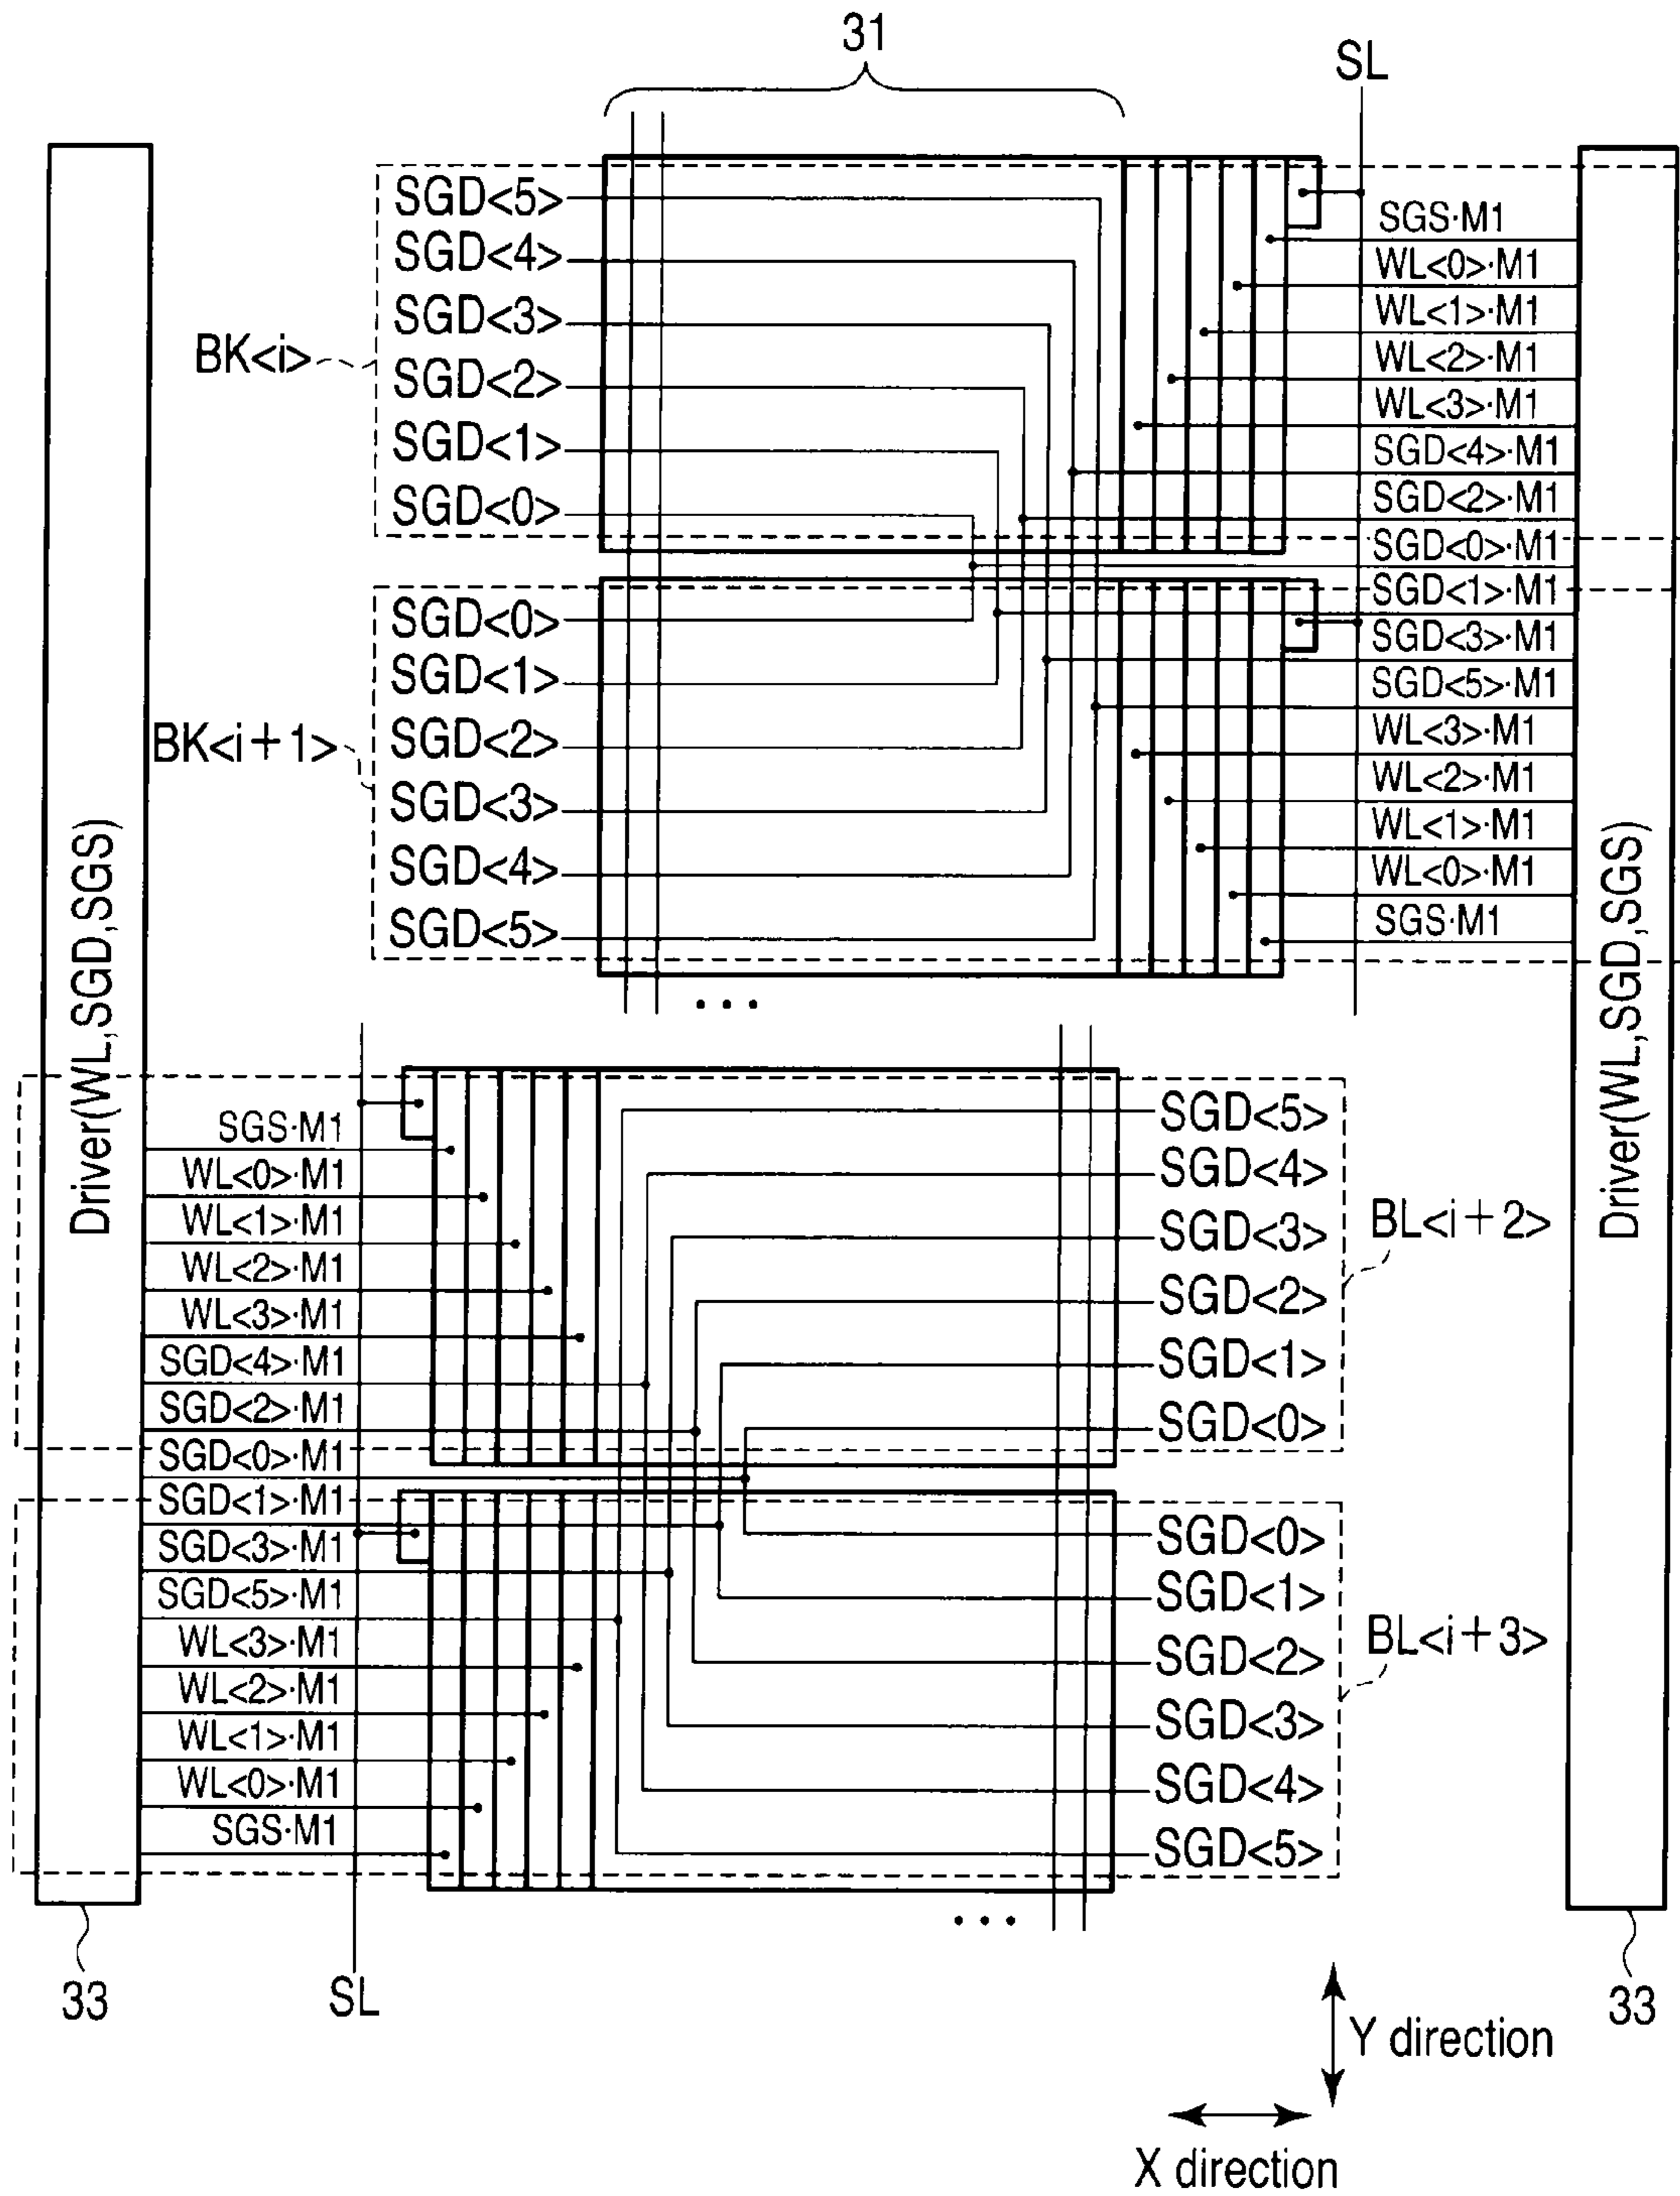 31
SL
SGD<5>
SGD<4>
SGD<3>
SGD<2>
SGD<1>
SGD<0>
BK<i>
SGS·M1
WL<0>·M1
WL<1>·M1
WL<2>·M1
WL<3>·M1
SGD<4>·M1
SGD<2>·M1
SGD<0>·M1
SGD<1>·M1
SGD<3>·M1
SGD<5>·M1
WL<3>·M1
WL<2>·M1
WL<1>·M1
WL<0>·M1
SGS·M1
SGD<0>
SGD<1>
SGD<2>
SGD<3>
SGD<4>
SGD<5>
BK<i+1>
Driver(WL,SGD,SGS)
Driver(WL,SGD,SGS)
SGS·M1
WL<0>·M1
WL<1>·M1
WL<2>·M1
WL<3>·M1
SGD<4>·M1
SGD<2>·M1
SGD<0>·M1
SGD<1>·M1
SGD<3>·M1
SGD<5>·M1
WL<3>·M1
WL<2>·M1
WL<1>·M1
WL<0>·M1
SGS·M1
SGD<5>
SGD<4>
SGD<3>
SGD<2>
SGD<1>
SGD<0>
BL<i+2>
SGD<0>
SGD<1>
SGD<2>
SGD<3>
SGD<4>
SGD<5>
BL<i+3>
33
SL
33
Y direction
X direction